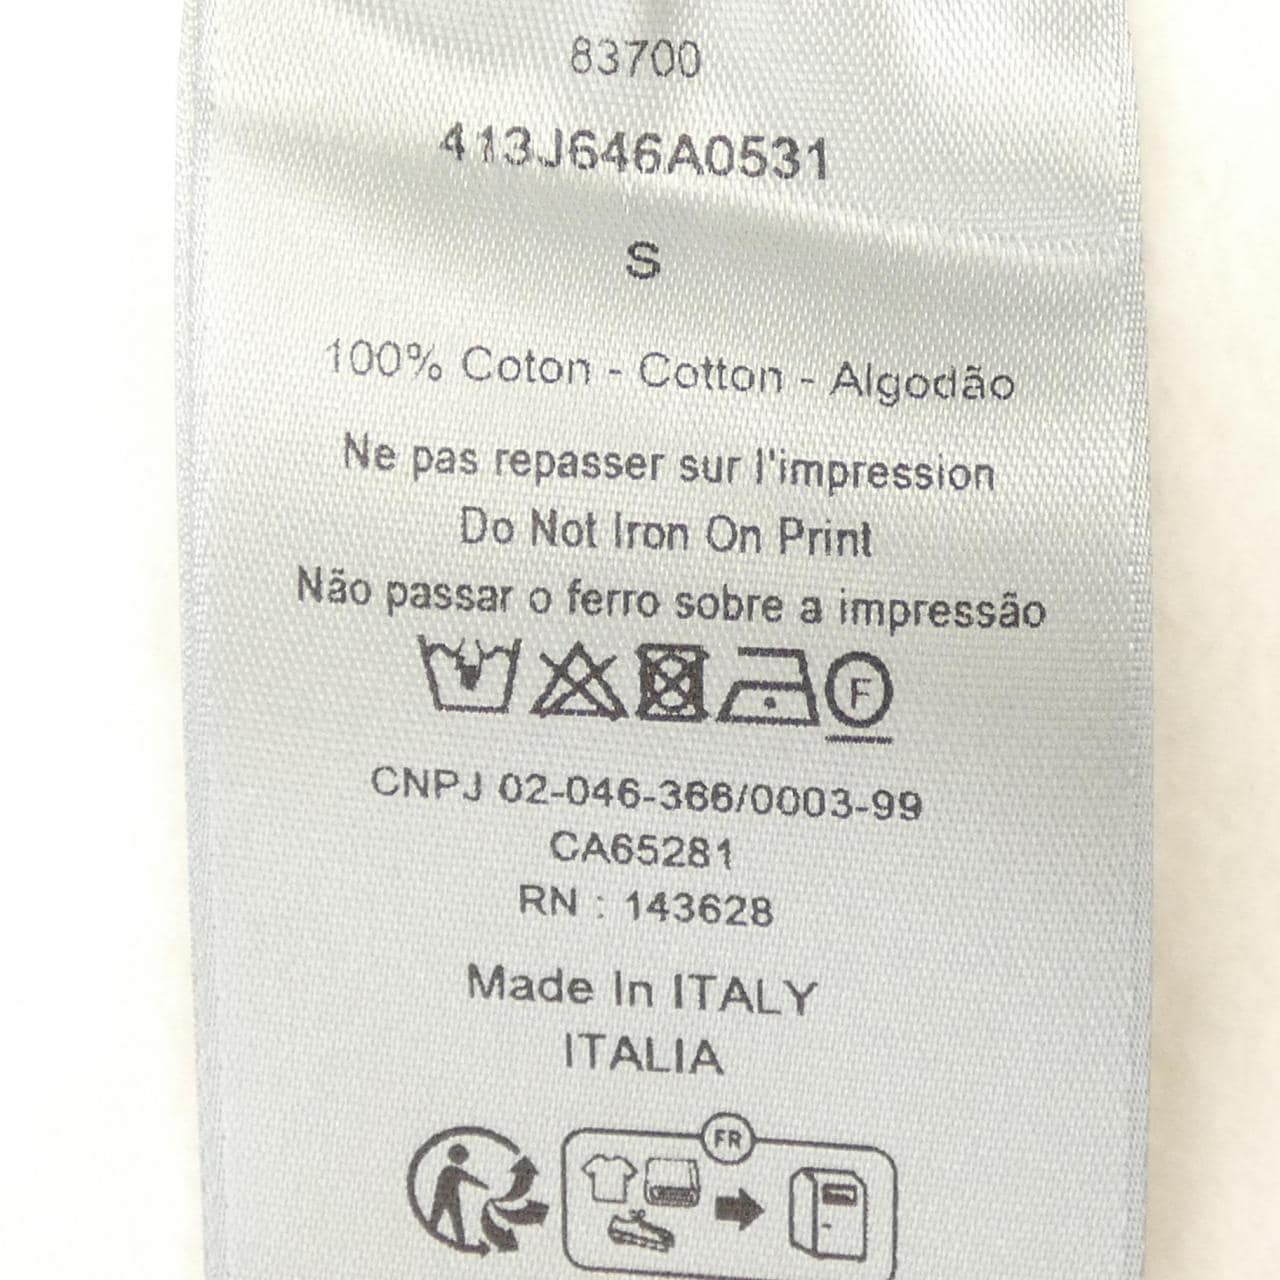 83700
413J646A0531
S
100% Coton - Cotton - Algodão
Ne pas repasser sur l'impression
Do Not Iron On Print
Não passar o ferro sobre a impressão
F
CNPJ 02-046-366/0003-99
CA65281
RN : 143628
Made In ITALY
ITALIA
FR